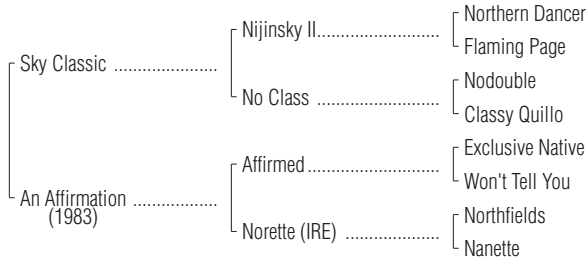 Northern Dancer
Nijinsky II
Flaming Page
Sky Classic
Nodouble
No Class
Classy Quillo
Exclusive Native
Affirmed
Won't Tell You
An Affirmation
(1983)
Northfields
Norette (IRE)
Nanette